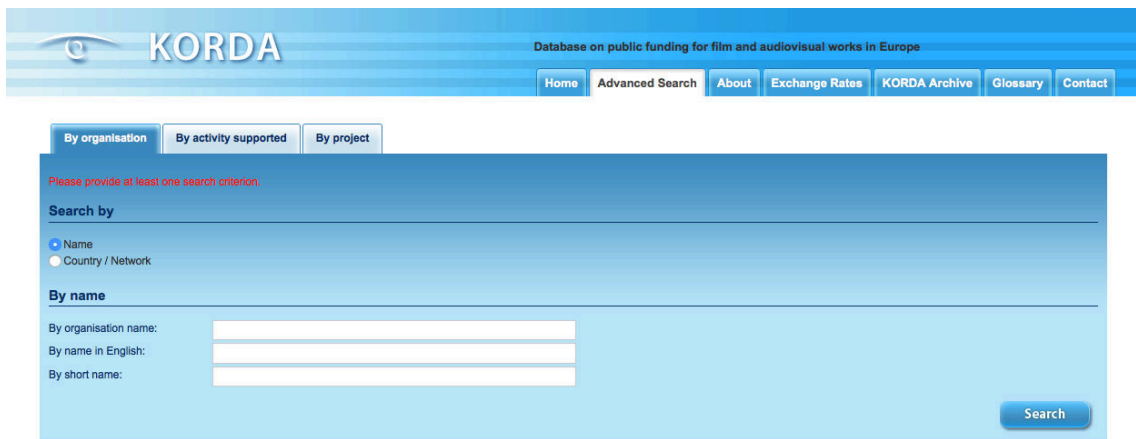 KORDA
Database on public funding for film and audiovisual works in Europe
Home Advanced Search About Exchange Rates KORDA Archive Glossary Contact
By organisation By activity supported By project
Please provide at least one search criterion
Search by
Name
Country / Network
By name
By organisation name:
By name in English:
By short name:
Search